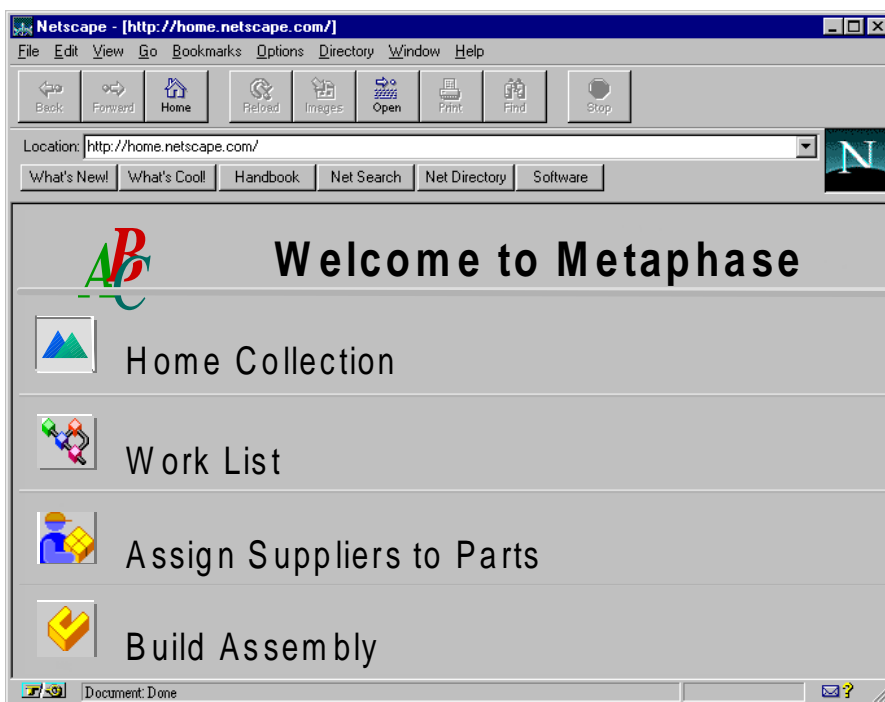 Netscape - [http://home.netscape.com/]
File Edit View Go Bookmarks Options Directory Window Help
Back Forward Home Reload Images Open Print Find Stop
Location: http://home.netscape.com/
N
What's New! What's Cool! Handbook Net Search Net Directory Software
ABC Welcome to Metaphase
Home Collection
Work List
Assign Suppliers to Parts
Build Assembly
Document: Done